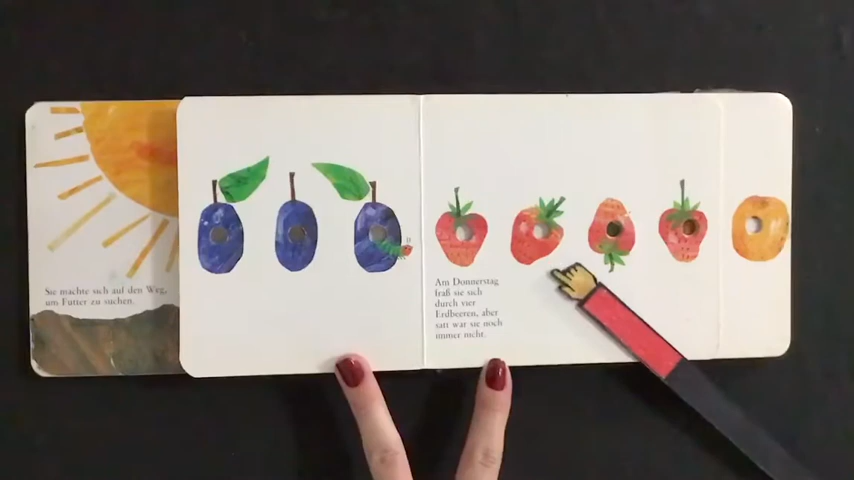 Sie machte sich auf den Weg,
um Futter zu suchen.
Am Donnerstag
fraß sie sich
durch vier
Erdbeeren, aber
satt war sie noch
immer nicht.